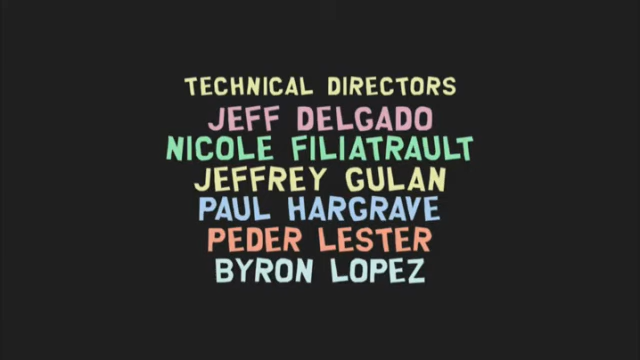 TECHNICAL DIRECTORS
JEFF DELGADO
NICOLE FILIATRAULT
JEFFREY GULAN
PAUL HARGRAVE
PEDER LESTER
BYRON LOPEZ